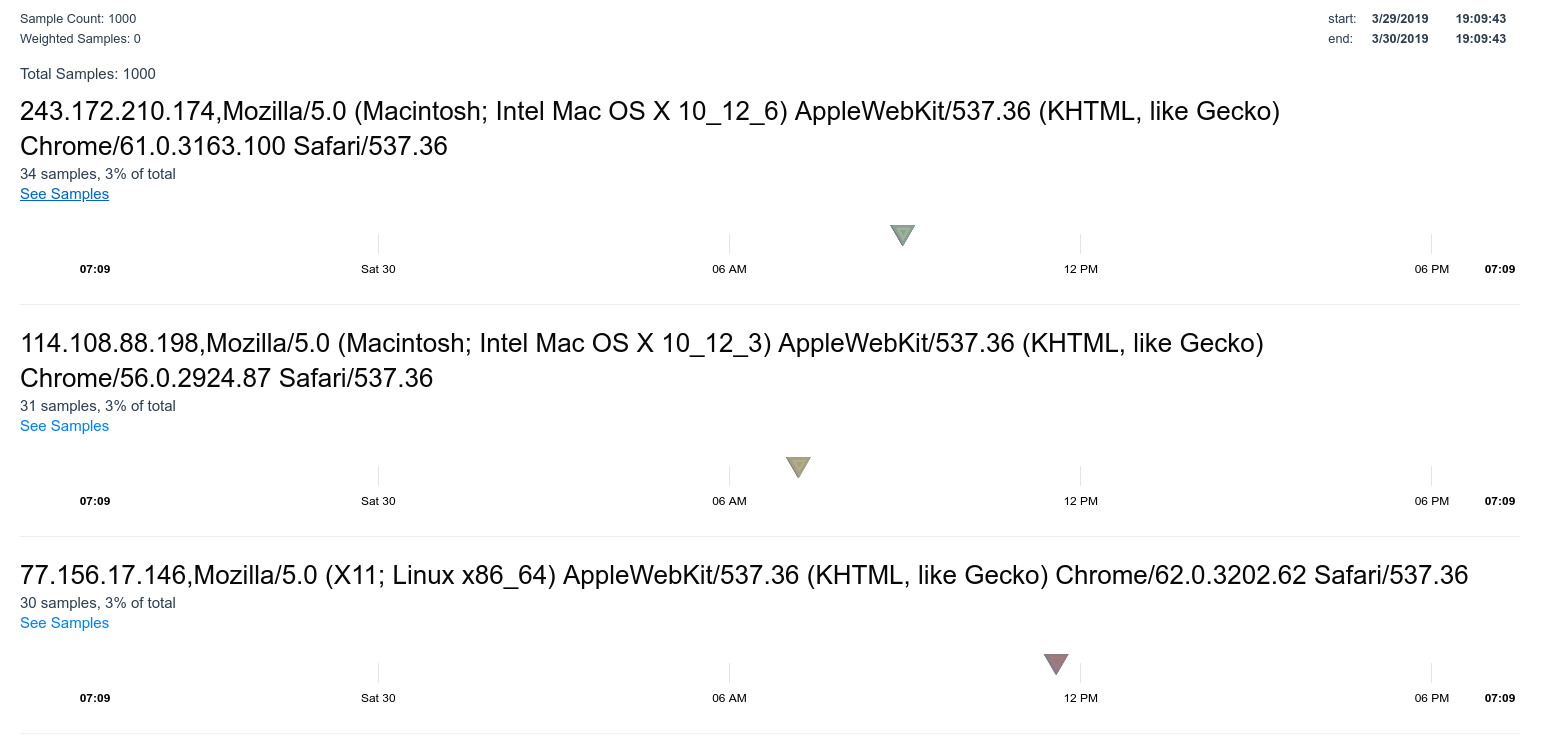 Sample Count: 1000
start: 3/29/2019 19:09:43
Weighted Samples: 0
end: 3/30/2019 19:09:43
Total Samples: 1000
243.172.210.174,Mozilla/5.0 (Macintosh; Intel Mac OS X 10_12_6) AppleWebKit/537.36 (KHTML, like Gecko)
Chrome/61.0.3163.100 Safari/537.36
34 samples, 3% of total
See Samples
07:09 Sat 30 06 AM 12 PM 06 PM 07:09
114.108.88.198,Mozilla/5.0 (Macintosh; Intel Mac OS X 10_12_3) AppleWebKit/537.36 (KHTML, like Gecko)
Chrome/56.0.2924.87 Safari/537.36
31 samples, 3% of total
See Samples
07:09 Sat 30 06 AM 12 PM 06 PM 07:09
77.156.17.146,Mozilla/5.0 (X11; Linux x86_64) AppleWebKit/537.36 (KHTML, like Gecko) Chrome/62.0.3202.62 Safari/537.36
30 samples, 3% of total
See Samples
07:09 Sat 30 06 AM 12 PM 06 PM 07:09